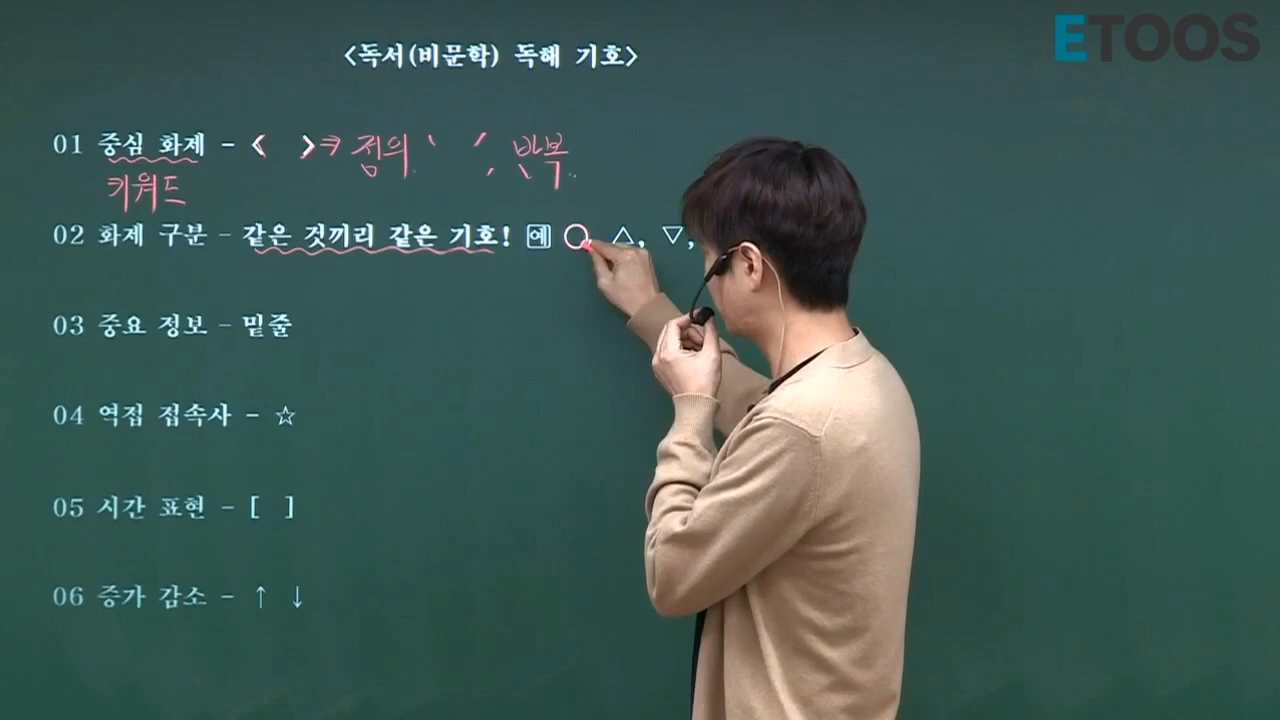 ETOOS
<독서(비문학) 독해 기호>
01 중심 화제 - < > 정의 ' ', 반복..
키워드
02 화제 구분 - 같은 것끼리 같은 기호! 예 ○, △, ▽,
03 중요 정보 - 밑줄
04 역접 접속사 - ☆
05 시간 표현 - [ ]
06 증가 감소 - ↑ ↓